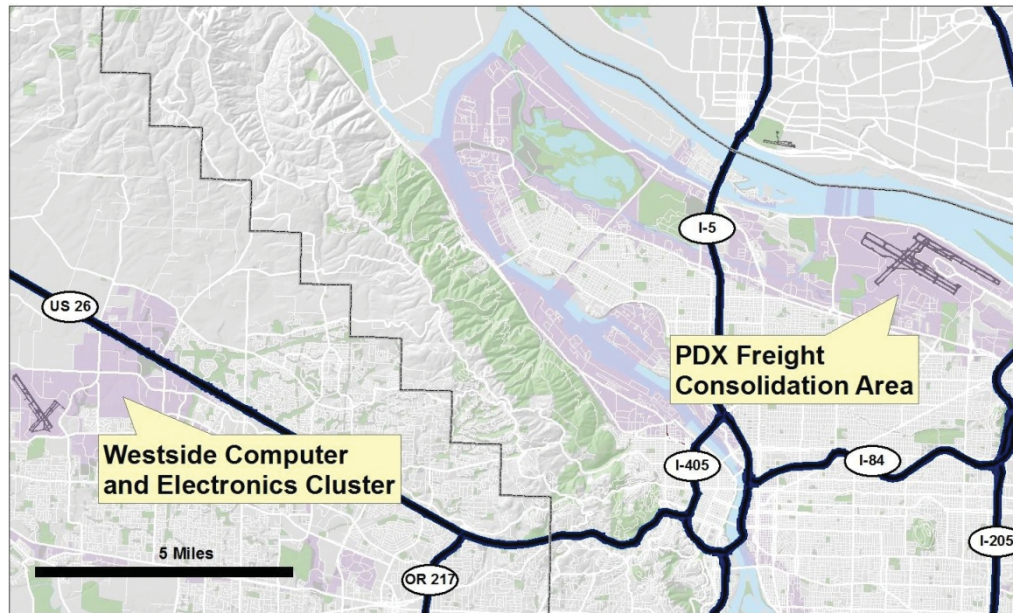 I-5
US 26
PDX Freight
Consolidation Area
Westside Computer
and Electronics Cluster
I-405
I-84
I-205
5 Miles
OR 217